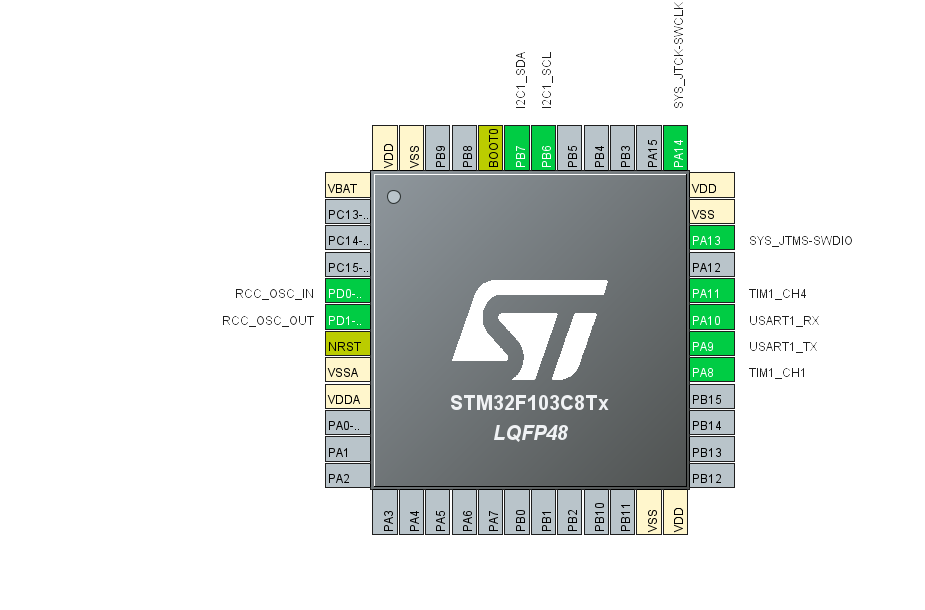 SYS_JTCK-SWCLK
I2C1_SDA
I2C1_SCL
VDD
VSS
PB9
PB8
BOOT0
PB7
PB6
PB5
PB4
PB3
PA15
PA14
VBAT
PC13-..
PC14-..
PC15-..
RCC_OSC_IN PD0-..
RCC_OSC_OUT PD1-..
NRST
VSSA
VDDA
PA0-..
PA1
PA2
VDD
VSS
PA13 SYS_JTMS-SWDIO
PA12
PA11 TIM1_CH4
PA10 USART1_RX
PA9 USART1_TX
PA8 TIM1_CH1
PB15
PB14
PB13
PB12
ST
STM32F103C8Tx
LQFP48
PA3
PA4
PA5
PA6
PA7
PB0
PB1
PB2
PB10
PB11
VSS
VDD